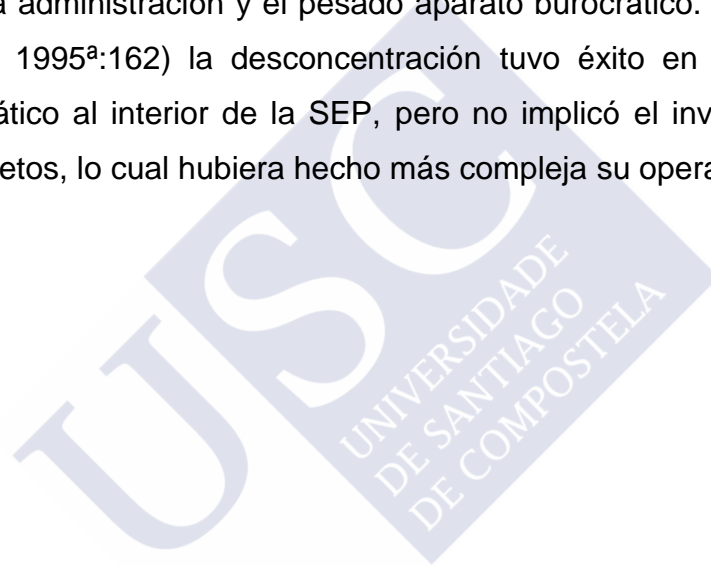 a administración y el pesado aparato burocrático.
1995ª:162) la desconcentración tuvo éxito en
ático al interior de la SEP, pero no implicó el inv
etos, lo cual hubiera hecho más compleja su opera
USC
UNIVERSIDADE
DE SANTIAGO
DE COMPOSTELA